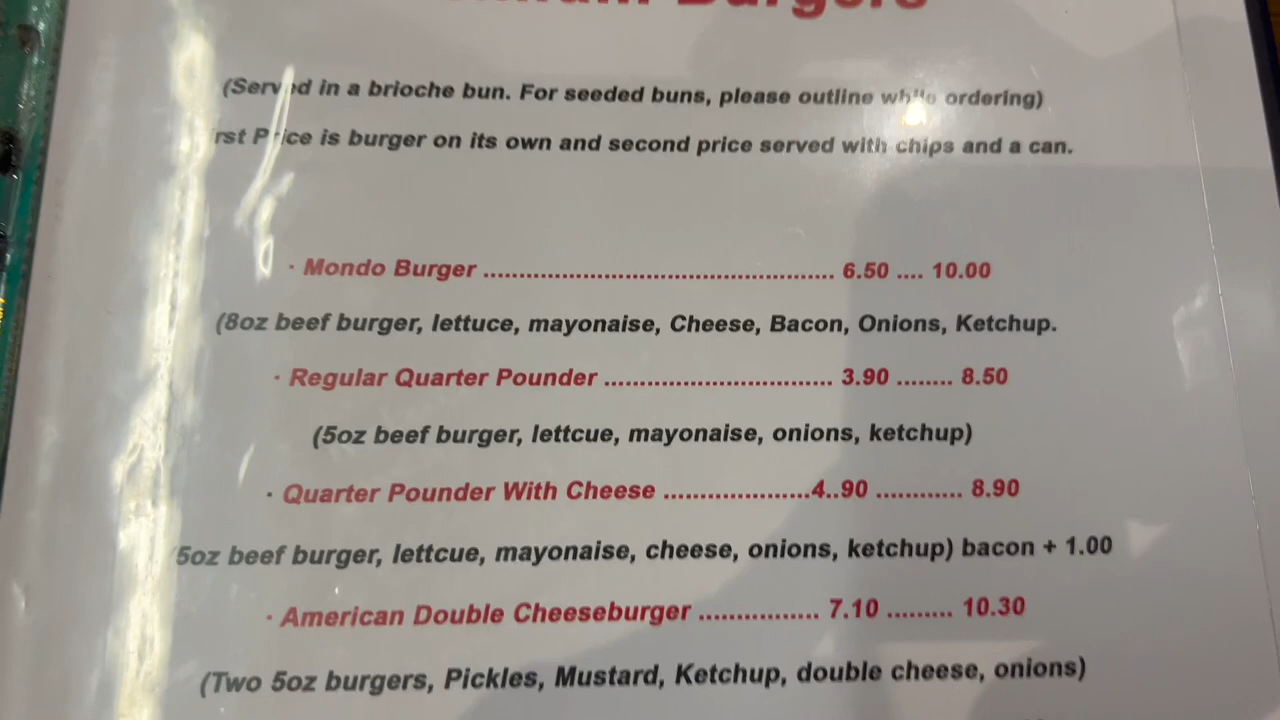 Burgers
(Served in a brioche bun. For seeded buns, please outline while ordering)
rst Price is burger on its own and second price served with chips and a can.
· Mondo Burger ................................................. 6.50 .... 10.00
(8oz beef burger, lettuce, mayonaise, Cheese, Bacon, Onions, Ketchup.
· Regular Quarter Pounder ................................ 3.90 ........ 8.50
(5oz beef burger, lettcue, mayonaise, onions, ketchup)
· Quarter Pounder With Cheese .....................4..90 ............ 8.90
5oz beef burger, lettcue, mayonaise, cheese, onions, ketchup) bacon + 1.00
· American Double Cheeseburger ................. 7.10 ......... 10.30
(Two 5oz burgers, Pickles, Mustard, Ketchup, double cheese, onions)